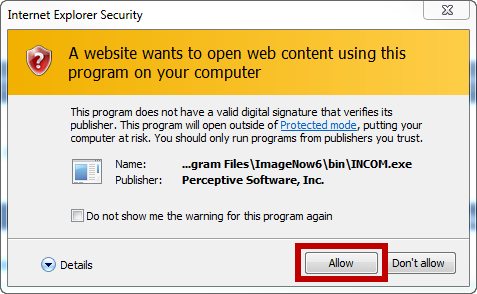 Internet Explorer Security
A website wants to open web content using this
program on your computer
This program does not have a valid digital signature that verifies its
publisher. This program will open outside of Protected mode, putting your
computer at risk. You should only run programs from publishers you trust.
Name: ...gram Files\ImageNow6\bin\INCOM.exe
Publisher: Perceptive Software, Inc.
Do not show me the warning for this program again
Details Allow Don't allow